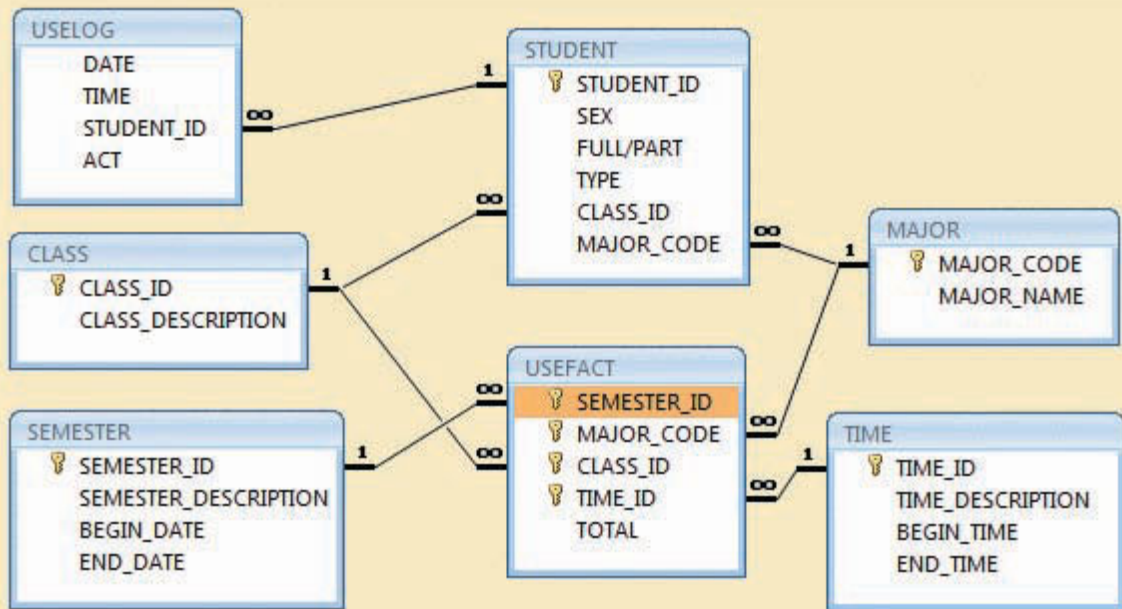 USELOG
DATE
TIME
STUDENT_ID
ACT
1
∞
STUDENT
STUDENT_ID
SEX
FULL/PART
TYPE
CLASS_ID
MAJOR_CODE
∞
∞
1
MAJOR
MAJOR_CODE
MAJOR_NAME
CLASS
CLASS_ID
CLASS_DESCRIPTION
1
SEMESTER
SEMESTER_ID
SEMESTER_DESCRIPTION
BEGIN_DATE
END_DATE
1
∞
∞
USEFACT
SEMESTER_ID
MAJOR_CODE
CLASS_ID
TIME_ID
TOTAL
∞
∞
1
TIME
TIME_ID
TIME_DESCRIPTION
BEGIN_TIME
END_TIME